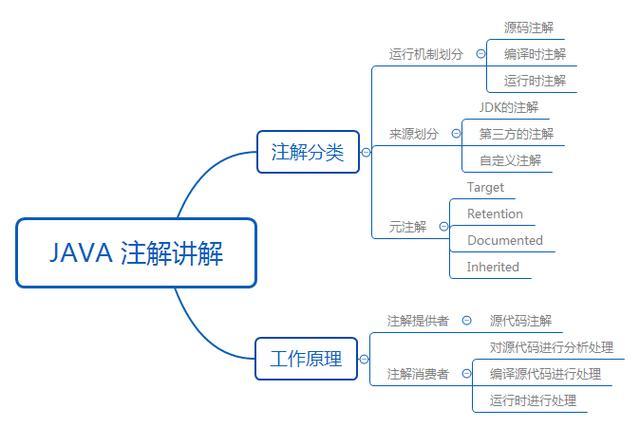 JAVA 注解讲解
注解分类
运行机制划分
源码注解
编译时注解
运行时注解
来源划分
JDK的注解
第三方的注解
自定义注解
元注解
Target
Retention
Documented
Inherited
工作原理
注解提供者
源代码注解
注解消费者
对源代码进行分析处理
编译源代码进行处理
运行时进行处理